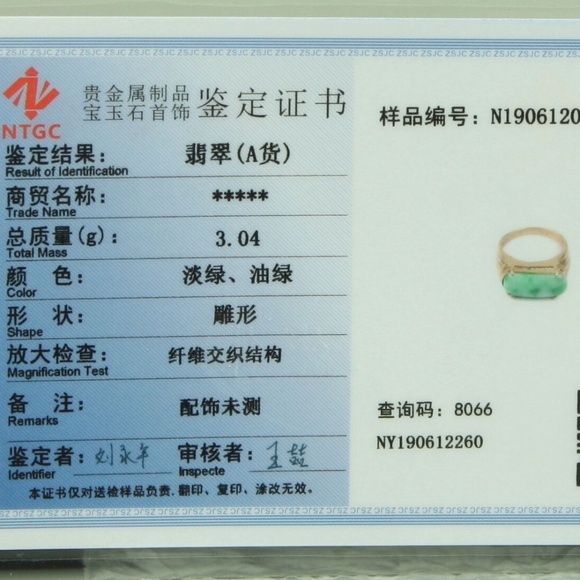 贵金属制品
宝玉石首饰 鉴定证书
NTGC
鉴定结果： 翡翠(A货)
Result of Identification
商贸名称： *****
Trade Name
总质量(g)： 3.04
Total Mass
颜 色： 淡绿、油绿
Color
形 状： 雕形
Shape
放大检查： 纤维交织结构
Magnification Test
备 注： 配饰未测
Remarks
鉴定者： 刘永年 审核者：
Identifier Inspecte
本证书仅对送检样品负责.翻印、复印、涂改无效。
样品编号：N1906120
查询码：8066
NY190612260